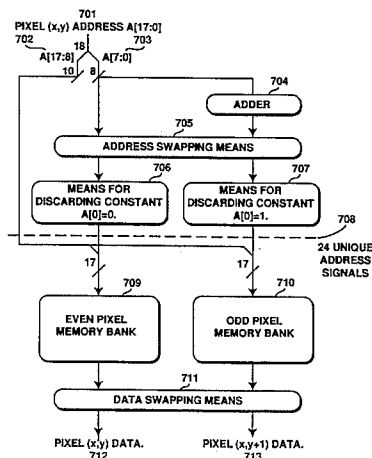 701
PIXEL (x,y) ADDRESS A[17:0]
702
18
703
A[17:8]
A[7:0]
10
8
704
ADDER
705
ADDRESS SWAPPING MEANS
706
707
MEANS FOR
DISCARDING CONSTANT
A[0]=0.
MEANS FOR
DISCARDING CONSTANT
A[0]=1.
708
24 UNIQUE
ADDRESS
SIGNALS
17
17
709
710
EVEN PIXEL
MEMORY BANK
ODD PIXEL
MEMORY BANK
711
DATA SWAPPING MEANS
PIXEL (x,y) DATA.
712
PIXEL (x,y+1) DATA.
713